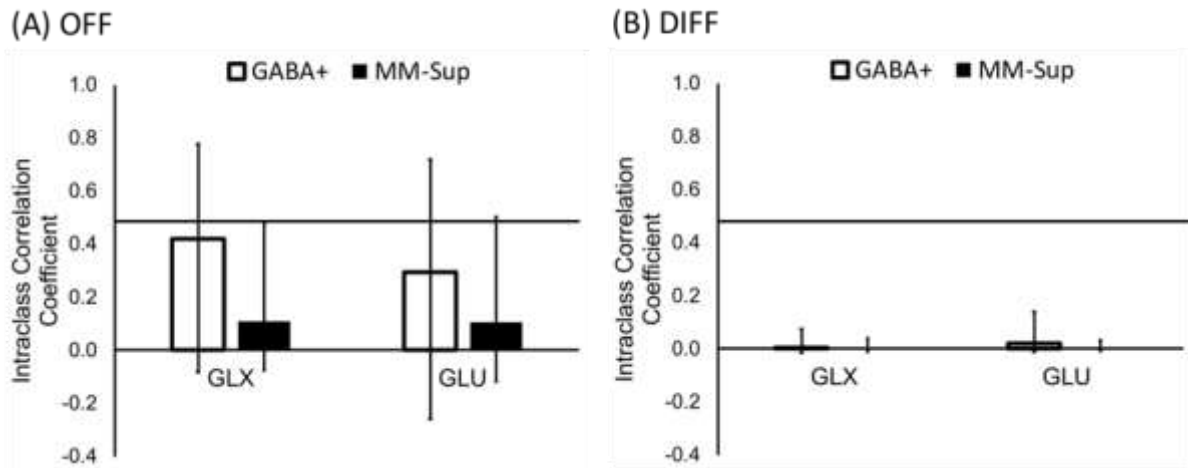 (A) OFF
GABA+ MM-Sup
1.0
0.8
0.6
0.4
0.2
0.0
-0.2
-0.4
Intraclass Correlation
Coefficient
GLX GLU
(B) DIFF
GABA+ MM-Sup
1.0
0.8
0.6
0.4
0.2
0.0
-0.2
-0.4
Intraclass Correlation
Coefficient
GLX GLU